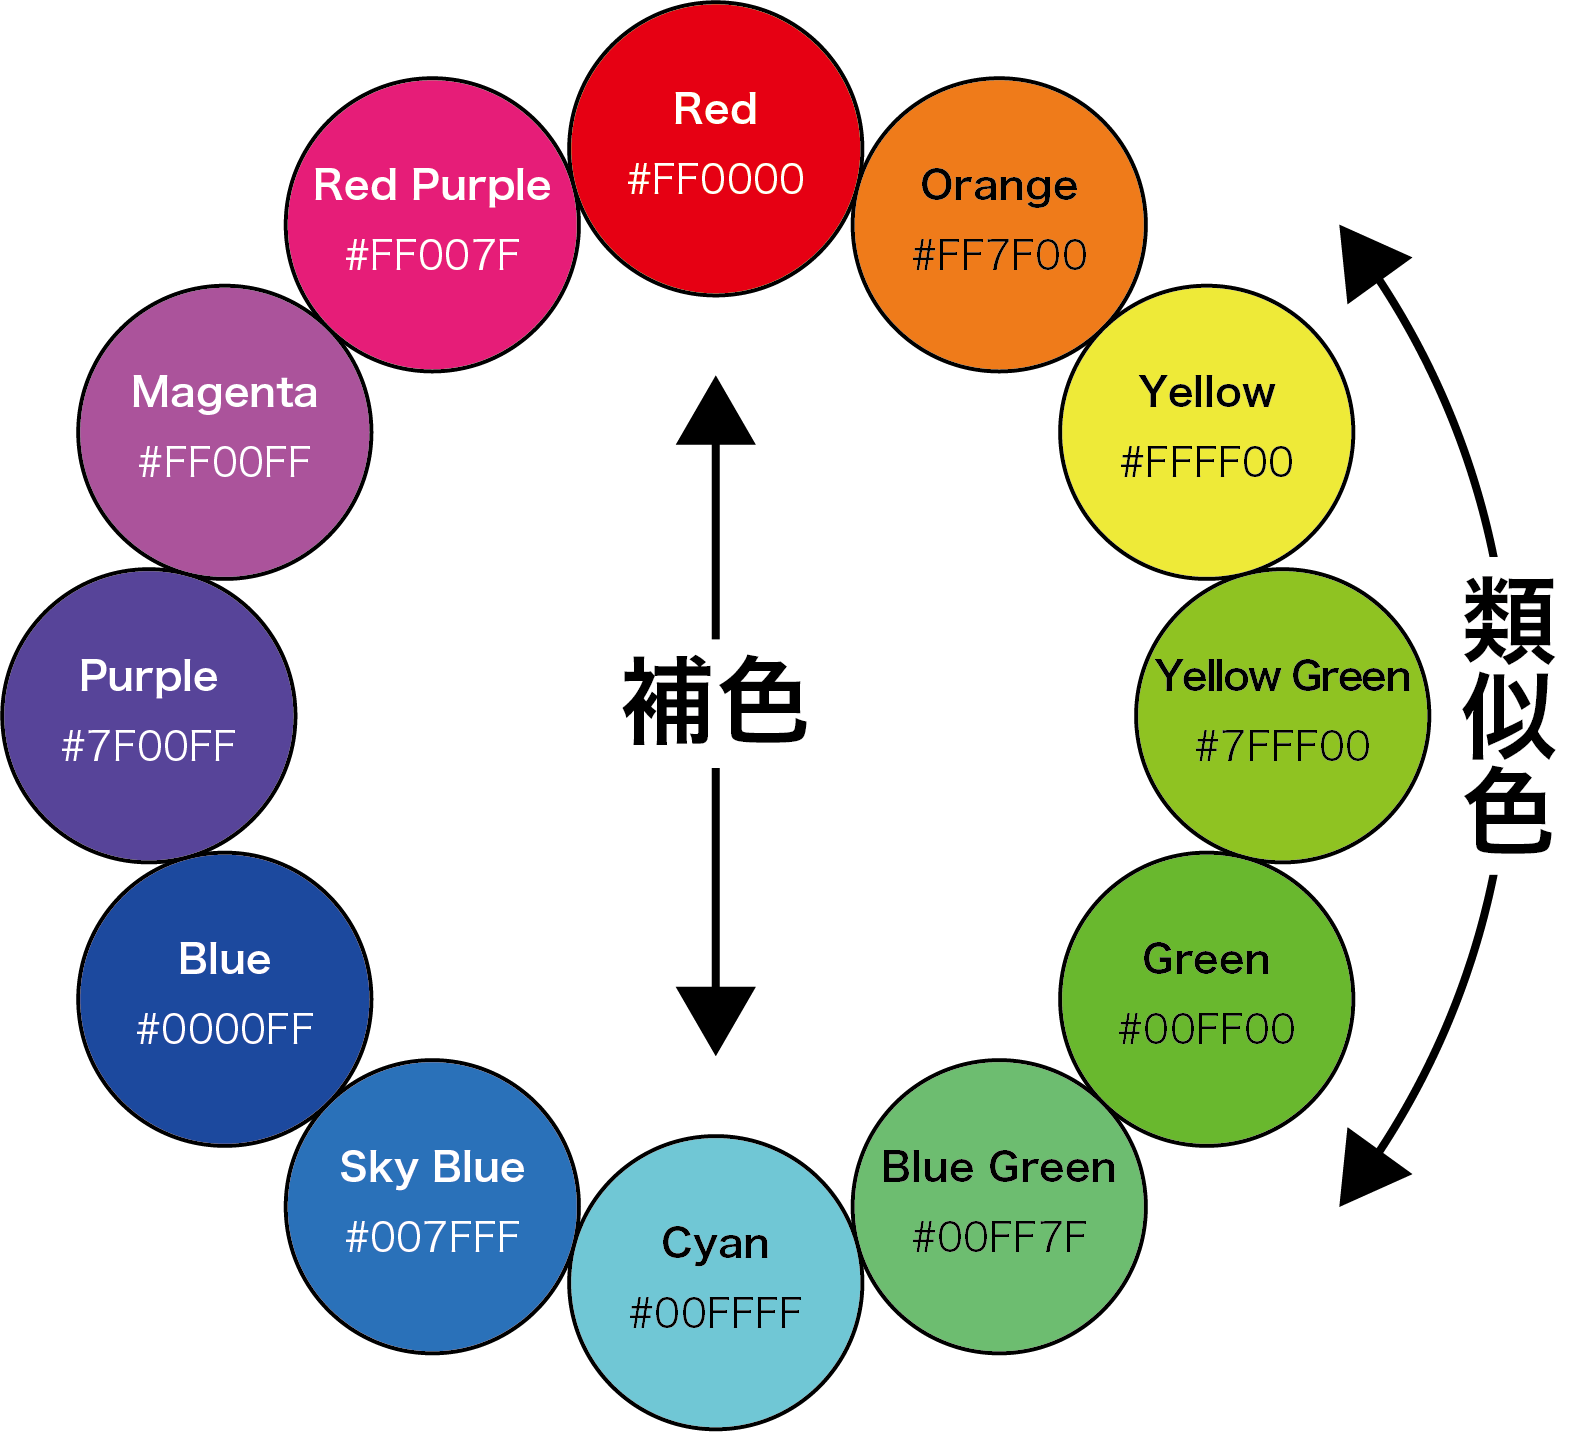 Red
#FF0000
Orange
#FF7F00
Yellow
#FFFF00
Yellow Green
#7FFF00
Green
#00FF00
Blue Green
#00FF7F
Cyan
#00FFFF
Sky Blue
#007FFF
Blue
#0000FF
Purple
#7F00FF
Magenta
#FF00FF
Red Purple
#FF007F
補色
類似色